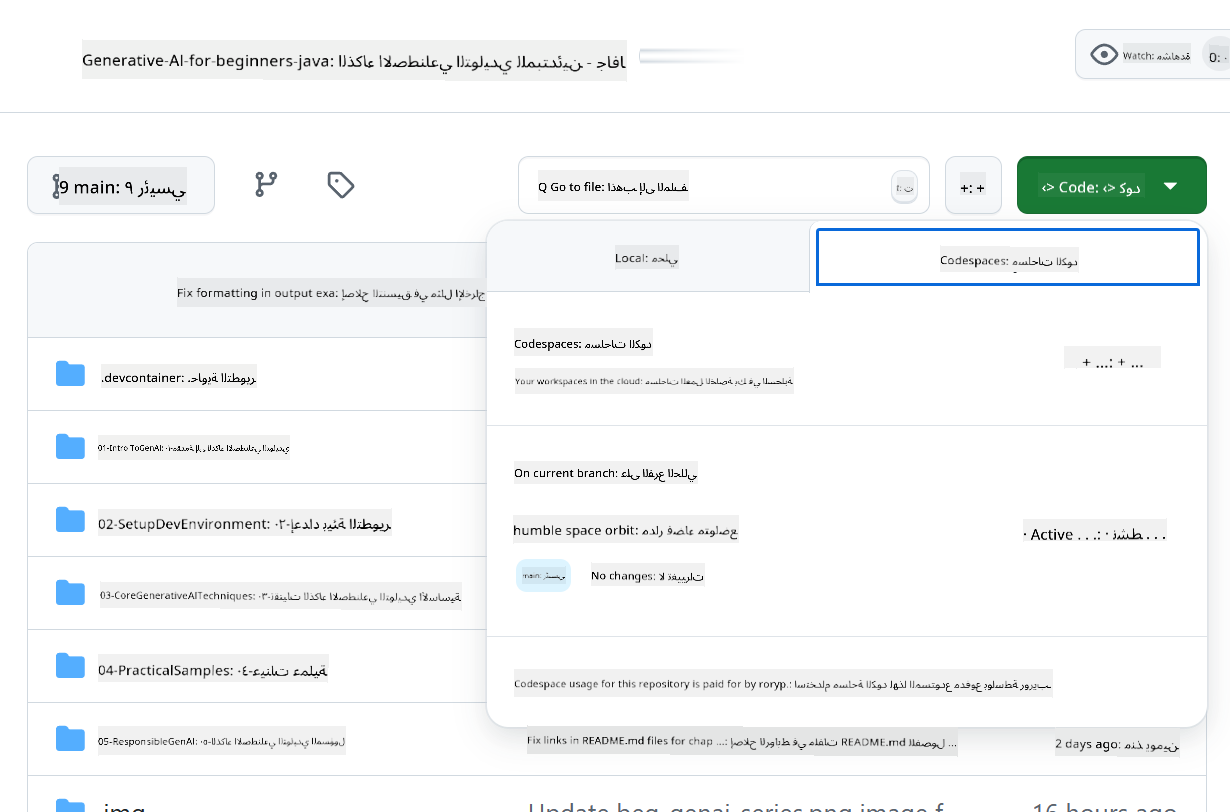 Generative-AI-for-beginners-java: الذكاء الاصطناعي التوليدي للمبتدئين - جافا
Watch: مشاهدة
0: ٠
9 main: ٩ رئيسي
Q Go to file: اذهب إلى الملف
t: ت
+: +
<> Code: <> كود
Local: محلي
Codespaces: مساحات الكود
Fix formatting in output exa: إصلاح التنسيق في مثال الإخراج
Codespaces: مساحات الكود
+ ...: + ...
Your workspaces in the cloud: مساحات العمل الخاصة بك في السحابة
.devcontainer: .حاوية التطوير
01-Intro ToGenAI: ٠١-مقدمة إلى الذكاء الاصطناعي التوليدي
On current branch: على الفرع الحالي
02-SetupDevEnvironment: ٠٢-إعداد بيئة التطوير
humble space orbit: مدار فضاء متواضع
· Active . . .: · نشط . . .
main: رئيسي
No changes: لا تغييرات
03-CoreGenerativeAITechniques: ٠٣-تقنيات الذكاء الاصطناعي التوليدي الأساسية
04-PracticalSamples: ٠٤-عينات عملية
Codespace usage for this repository is paid for by roryp.: استخدام مساحة الكود لهذا المستودع مدفوع بواسطة روريب.
05-ResponsibleGenAI: ٠٥-الذكاء الاصطناعي التوليدي المسؤول
Fix links in README.md files for chap ...: إصلاح الروابط في ملفات README.md للفصول ...
2 days ago: منذ يومين
.img
Update beg-genai-series.png image f
16 hours ago